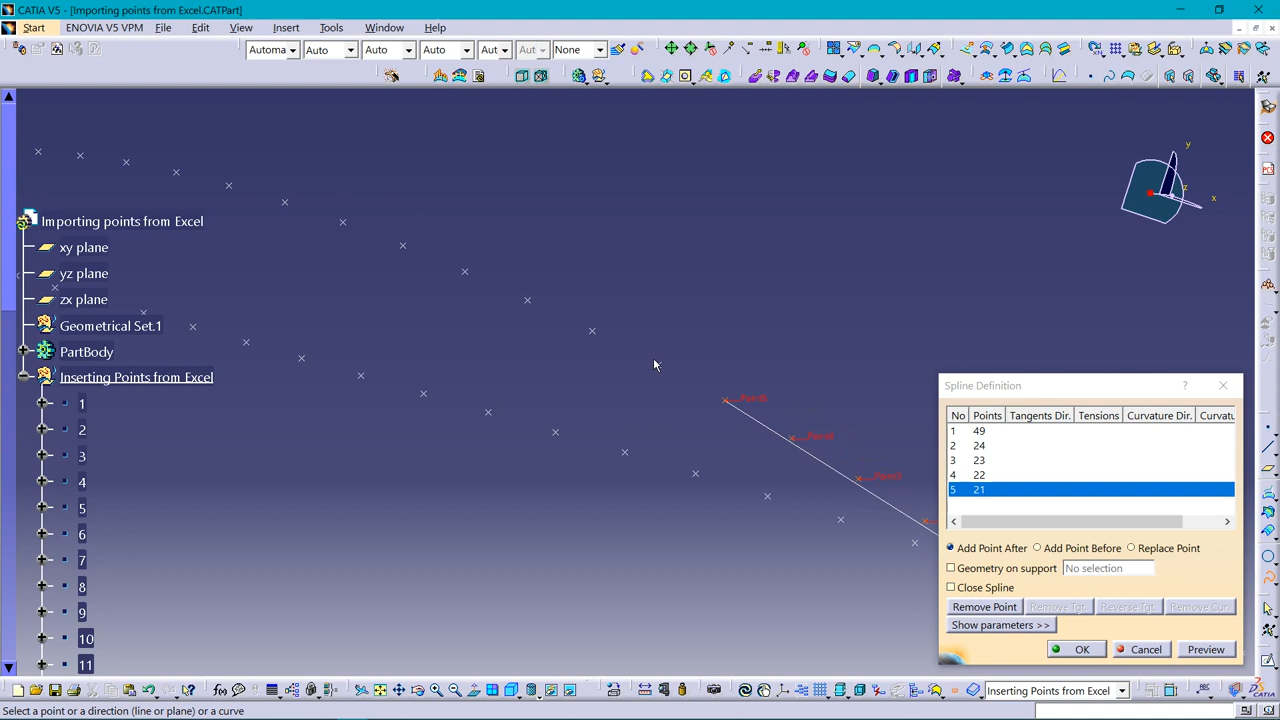 CATIA V5 - [Importing points from Excel.CATPart]
Start ENOVIA V5 VPM File Edit View Insert Tools Window Help
Automa Auto Auto Auto Aut Aut None
y
z
x
Importing points from Excel
xy plane
yz plane
zx plane
Geometrical Set.1
PartBody
Inserting Points from Excel
1
2
3
4
5
6
7
8
9
10
11
Spline Definition ? ×
No Points Tangents Dir. Tensions Curvature Dir. Curvatu
1 49
2 24
3 23
4 22
5 21
Add Point After Add Point Before Replace Point
Geometry on support No selection
Close Spline
Remove Point Remove Tgt. Reverse Tgt. Remove Cur.
Show parameters >>
OK Cancel Preview
Inserting Points from Excel
Select a point or a direction (line or plane) or a curve